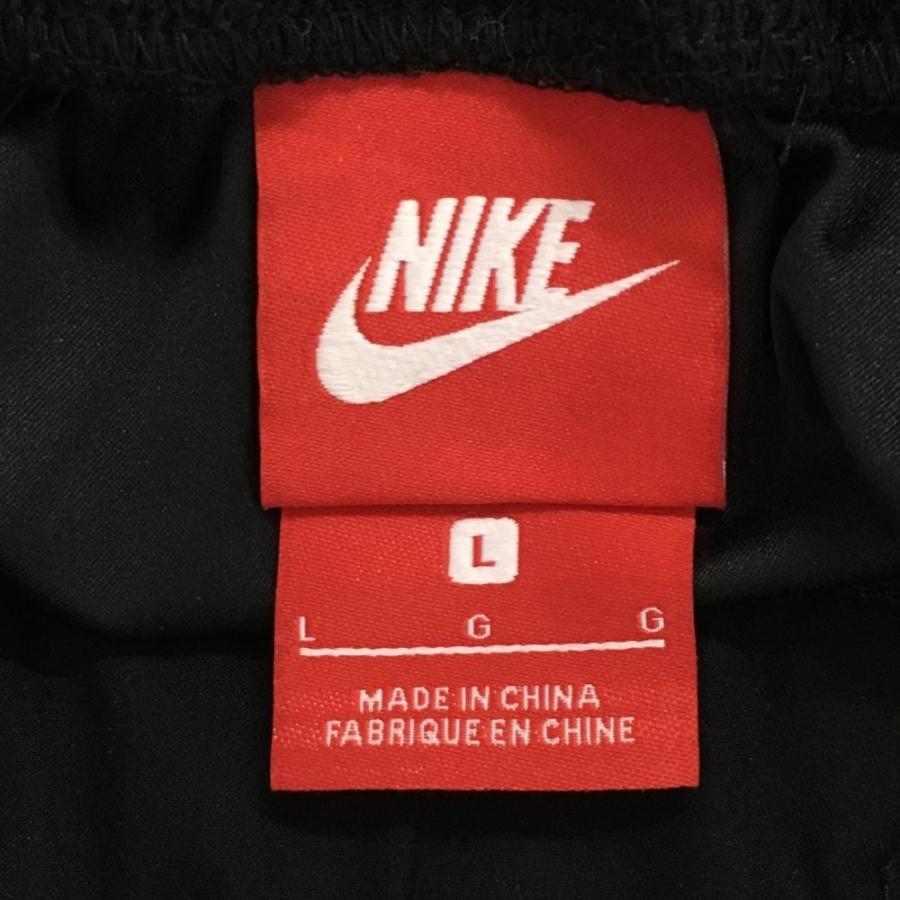 NIKE
L
L G G
MADE IN CHINA
FABRIQUE EN CHINE